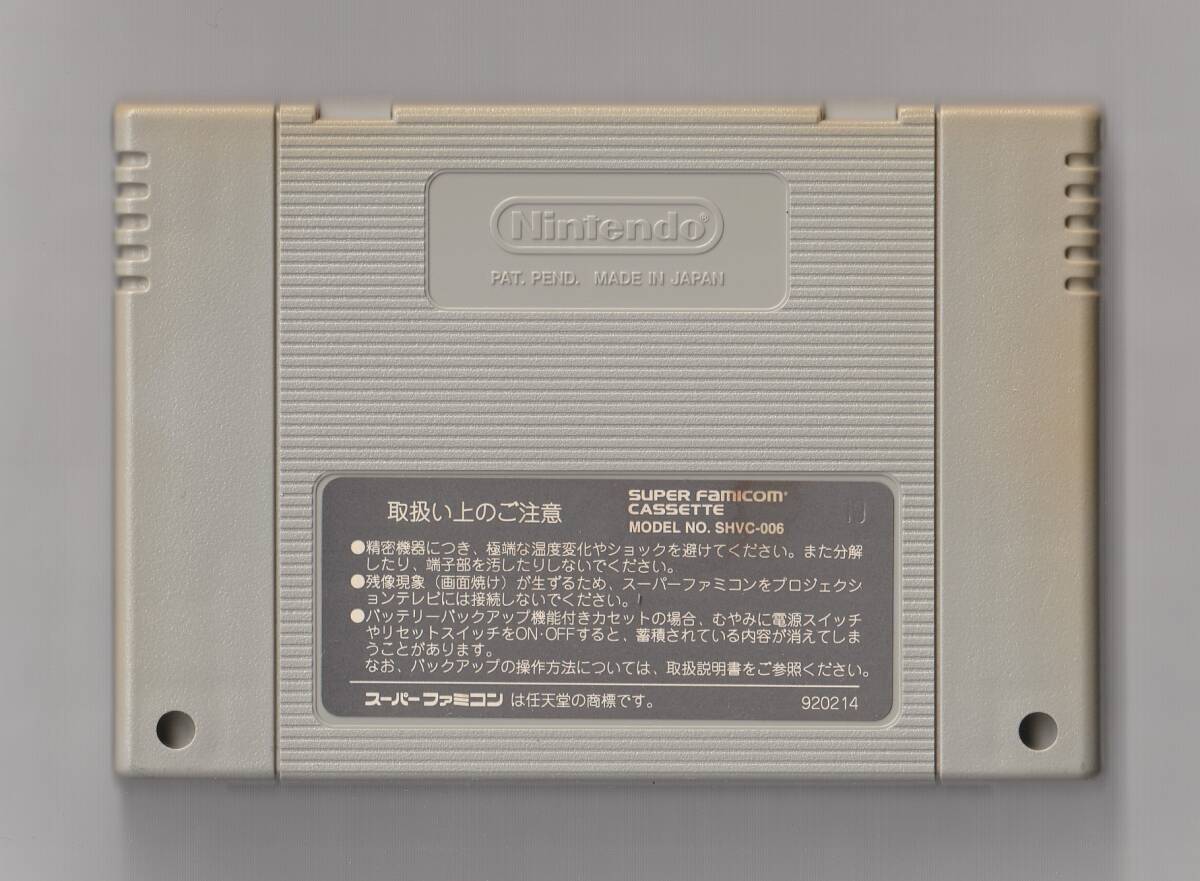 Nintendo®
PAT. PEND. MADE IN JAPAN
取扱い上のご注意
SUPER FAMICOM
CASSETTE
MODEL NO. SHVC-006
10
●精密機器につき、極端な温度変化やショックを避けてください。また分解
したり、端子部を汚したりしないでください。
●残像現象（画面焼け）が生ずるため、スーパーファミコンをプロジェクシ
ョンテレビには接続しないでください。
●バッテリーバックアップ機能付きカセットの場合、むやみに電源スイッチ
やリセットスイッチをON·OFFすると、蓄積されている内容が消えてしま
うことがあります。
なお、バックアップの操作方法については、取扱説明書をご参照ください。
スーパーファミコンは任天堂の商標です。
920214